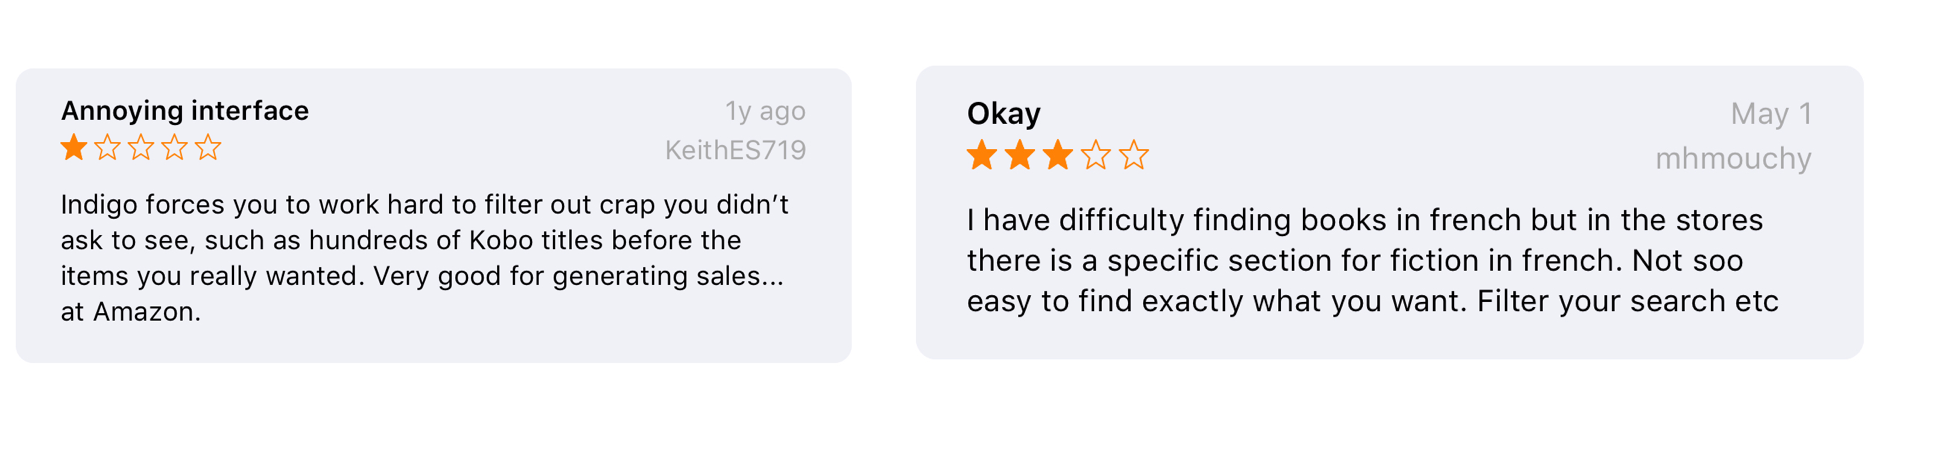 Annoying interface
1y ago
KeithES719
Indigo forces you to work hard to filter out crap you didn’t
ask to see, such as hundreds of Kobo titles before the
items you really wanted. Very good for generating sales...
at Amazon.
Okay
May 1
mhmouchy
I have difficulty finding books in french but in the stores
there is a specific section for fiction in french. Not soo
easy to find exactly what you want. Filter your search etc